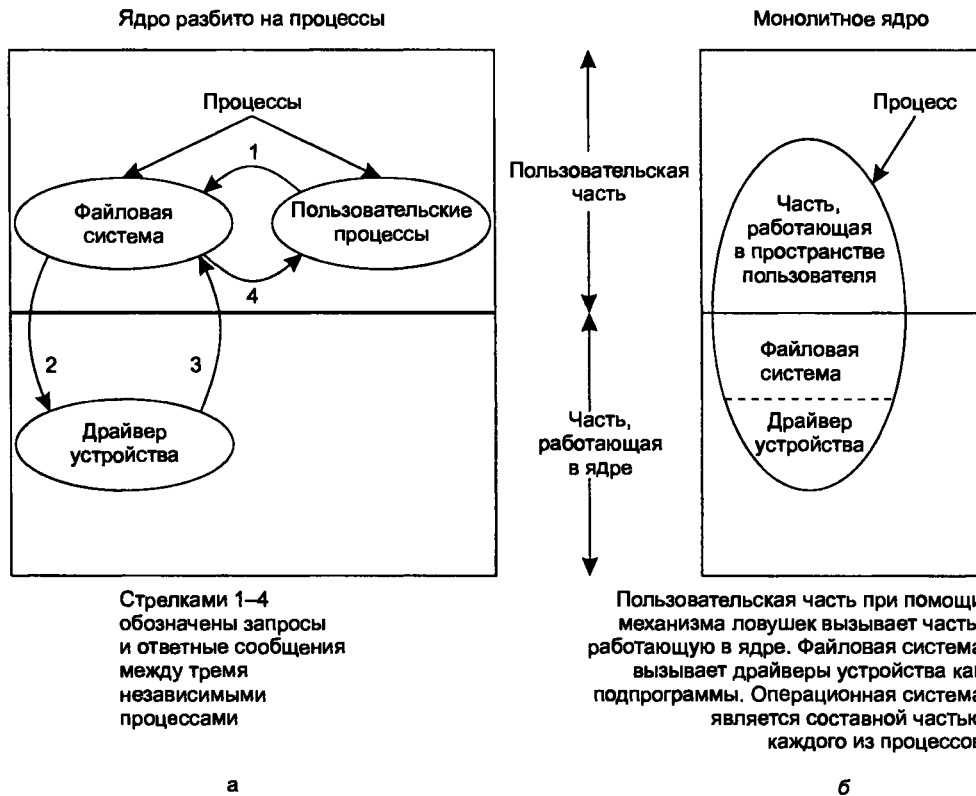 Ядро разбито на процессы
Монолитное ядро
Процессы
Процесс
1
Файловая
система
Пользовательские
процессы
4
2
3
Драйвер
устройства
Пользовательская
часть
Часть,
работающая
в ядре
Часть,
работающая
в пространстве
пользователя
Файловая
система
Драйвер
устройства
Стрелками 1–4
обозначены запросы
и ответные сообщения
между тремя
независимыми
процессами
Пользовательская часть при помощи
механизма ловушек вызывает часть
работающую в ядре. Файловая система
вызывает драйверы устройства как
подпрограммы. Операционная система
является составной частью
каждого из процессов
а
б